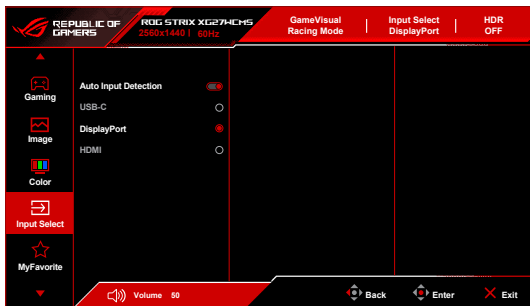 REPUBLIC OF
GAMERS
ROG STRIX XG27HCMS
2560x1440 | 60Hz
GameVisual
Racing Mode
Input Select
DisplayPort
HDR
OFF
Gaming
Image
Color
Input Select
MyFavorite
Auto Input Detection
USB-C
DisplayPort
HDMI
Volume 50
Back
Enter
Exit